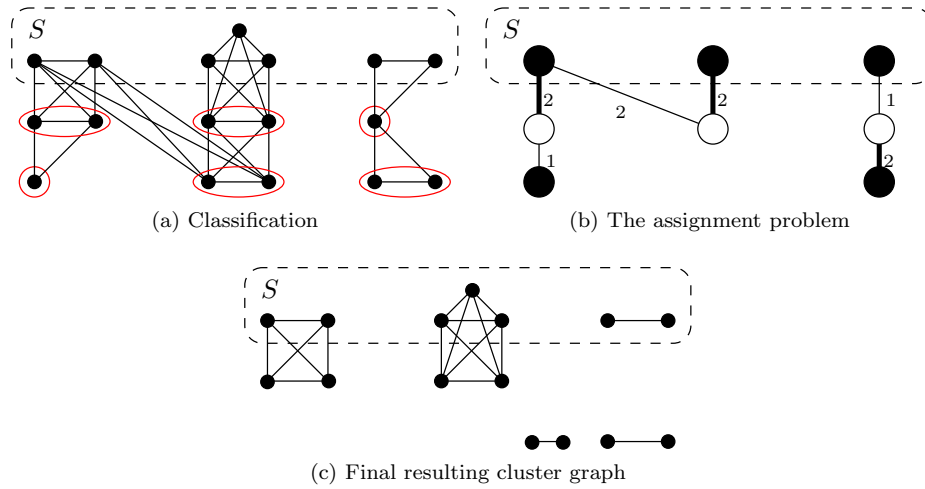 S
S
2
2
2
1
1
2
(a) Classification
(b) The assignment problem
S
(c) Final resulting cluster graph